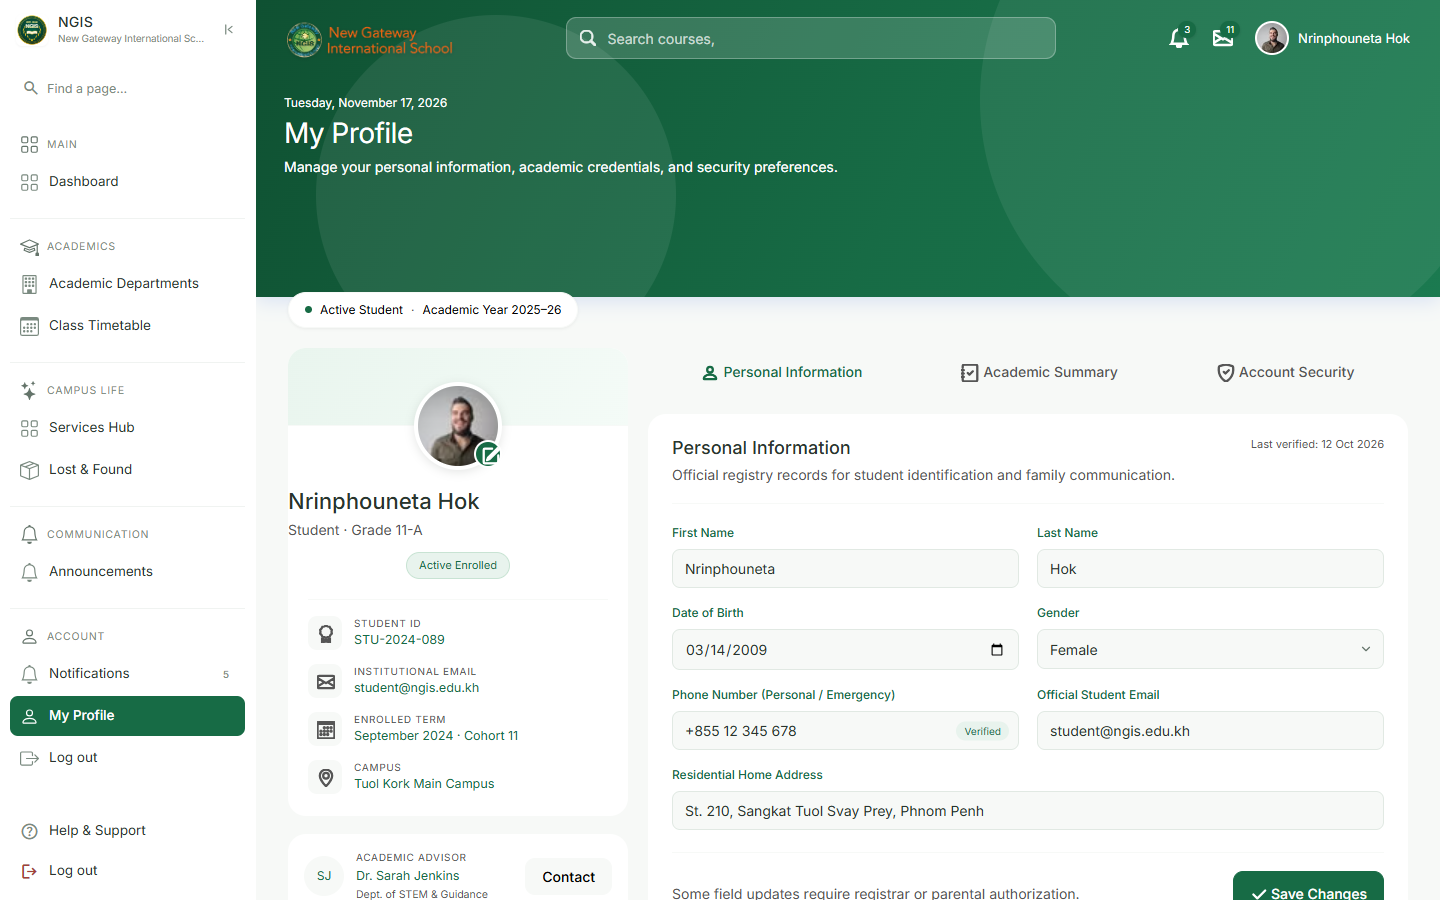 NGIS
New Gateway International Sc...
Find a page...
MAIN
Dashboard
ACADEMICS
Academic Departments
Class Timetable
CAMPUS LIFE
Services Hub
Lost & Found
COMMUNICATION
Announcements
ACCOUNT
Notifications 5
My Profile
Log out
Help & Support
Log out
New Gateway
International School
Search courses,
3
11
Nrinphouneta Hok
Tuesday, November 17, 2026
My Profile
Manage your personal information, academic credentials, and security preferences.
Active Student · Academic Year 2025–26
Nrinphouneta Hok
Student · Grade 11-A
Active Enrolled
STUDENT ID
STU-2024-089
INSTITUTIONAL EMAIL
student@ngis.edu.kh
ENROLLED TERM
September 2024 · Cohort 11
CAMPUS
Tuol Kork Main Campus
SJ
ACADEMIC ADVISOR
Dr. Sarah Jenkins
Dept. of STEM & Guidance
Contact
Personal Information
Academic Summary
Account Security
Personal Information
Last verified: 12 Oct 2026
Official registry records for student identification and family communication.
First Name
Nrinphouneta
Last Name
Hok
Date of Birth
03/14/2009
Gender
Female
Phone Number (Personal / Emergency)
+855 12 345 678
Verified
Official Student Email
student@ngis.edu.kh
Residential Home Address
St. 210, Sangkat Tuol Svay Prey, Phnom Penh
Some field updates require registrar or parental authorization.
Save Changes